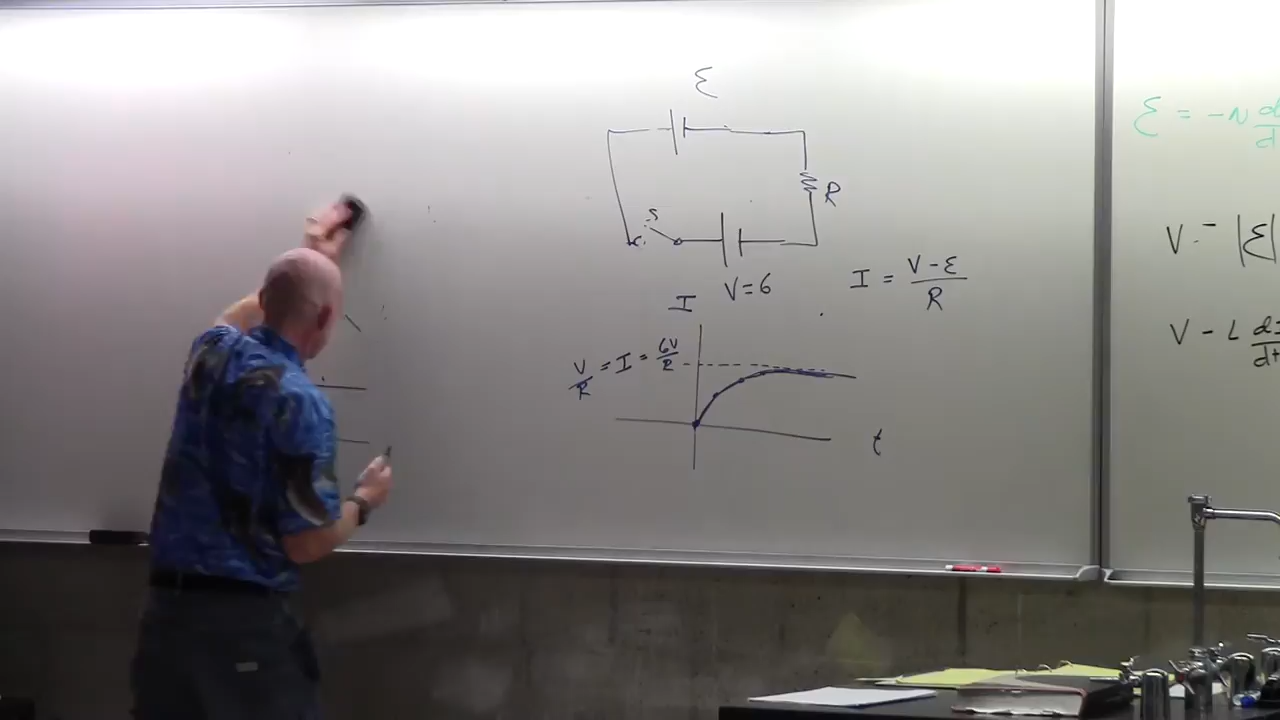 ε
R
S
V=6
I = V-ε / R
I
V/R = I = 6V/R
t
ε = -N
V = |ε|
V - L